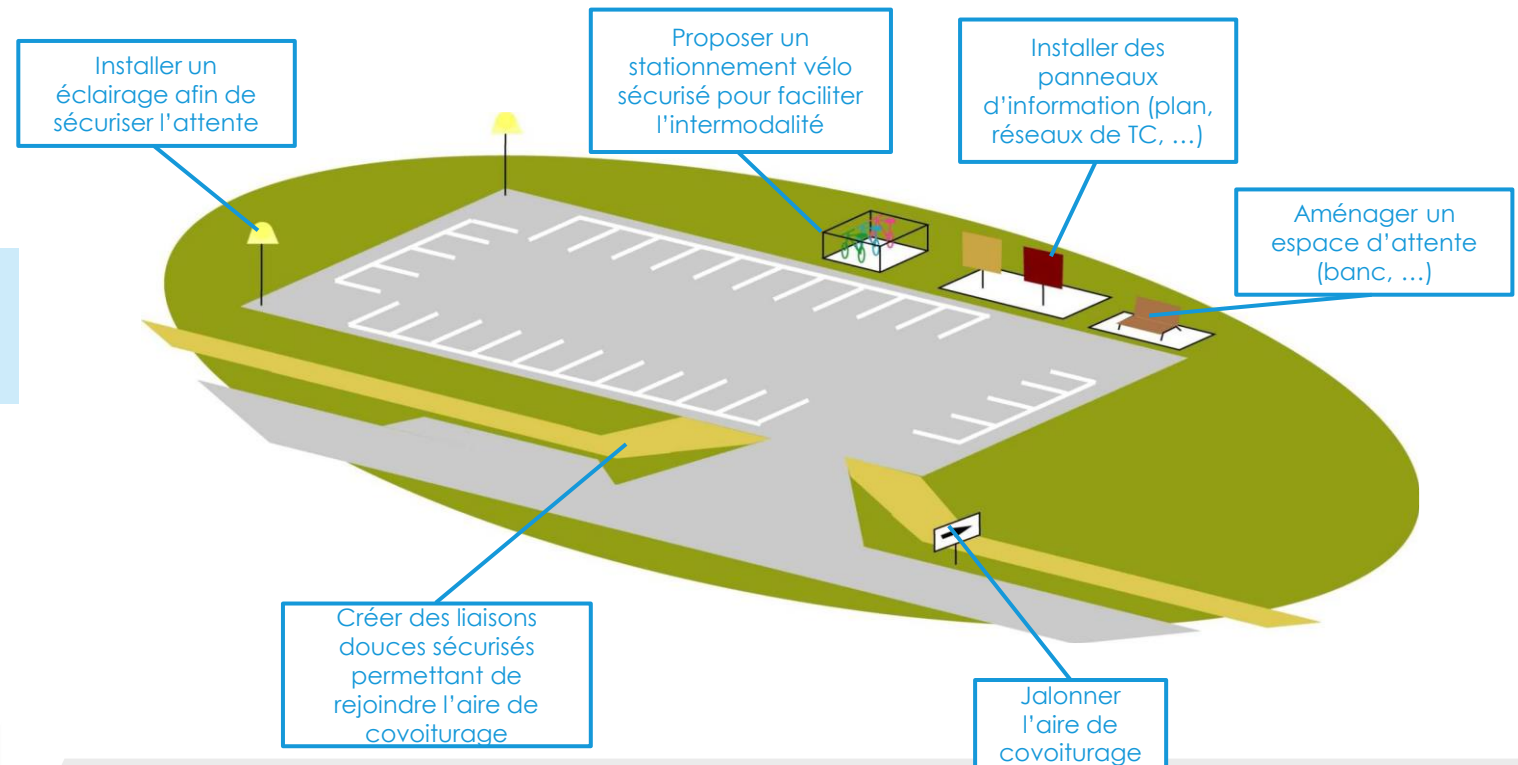 Installer un
éclairage afin de
sécuriser l’attente
Proposer un
stationnement vélo
sécurisé pour faciliter
l’intermodalité
Installer des
panneaux
d’information (plan,
réseaux de TC, …)
Aménager un
espace d’attente
(banc, …)
Créer des liaisons
douces sécurisés
permettant de
rejoindre l’aire de
covoiturage
Jalonner
l’aire de
covoiturage